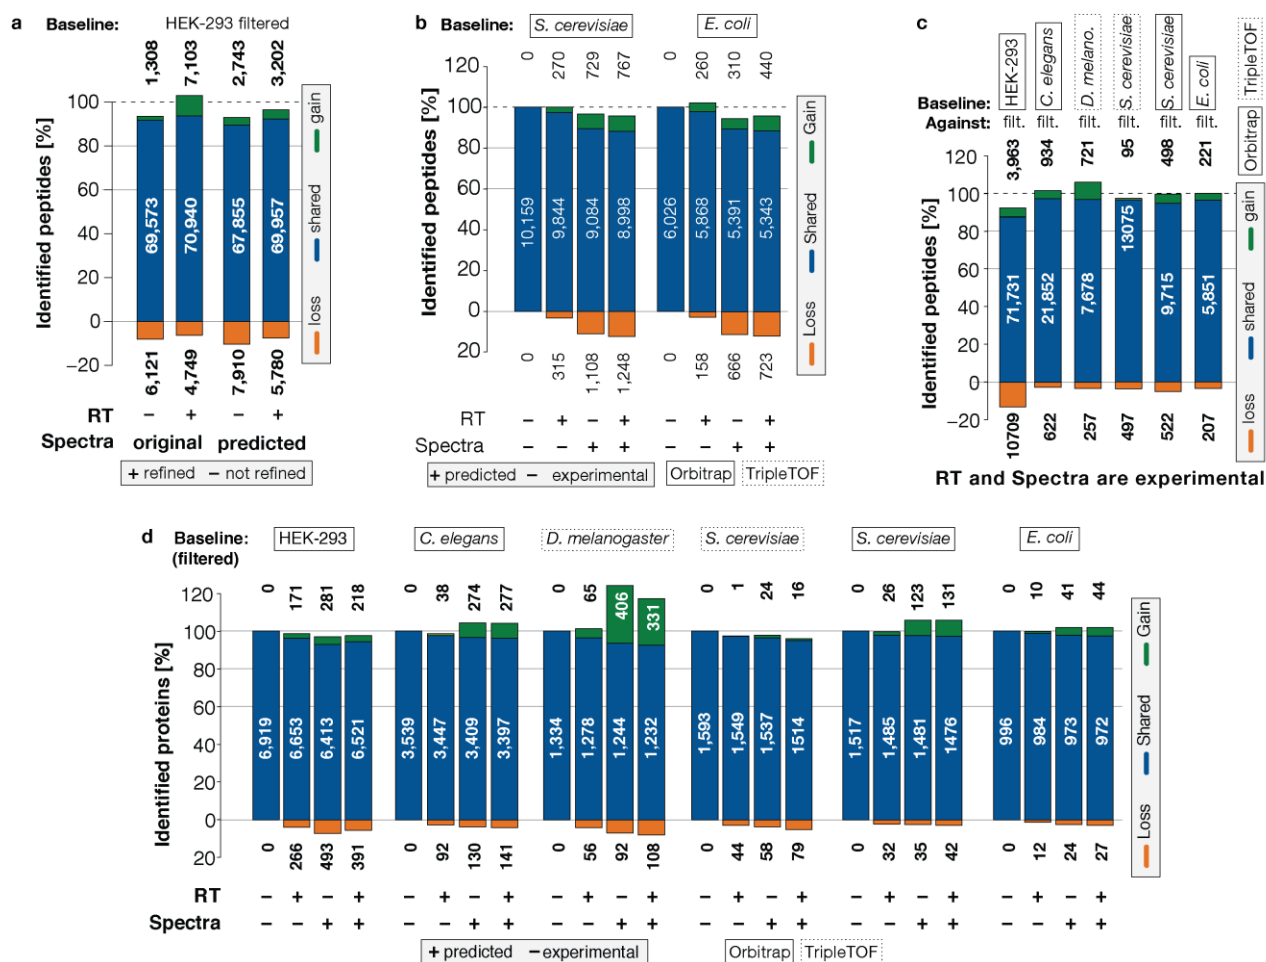 a
Baseline: HEK-293 filtered
1,308 7,103 2,743 3,202
Identified peptides [%]
100
80
60
40
20
0
−20
69,573 70,940 67,855 69,957
6,121 4,749 7,910 5,780
loss shared gain
RT − + − +
Spectra original predicted
+ refined − not refined
b
Baseline: S. cerevisiae E. coli
0 270 729 767 0 260 310 440
Identified peptides [%]
120
100
80
60
40
20
0
20
10,159 9,844 9,084 8,998 6,026 5,868 5,391 5,343
0 315 1,108 1,248 0 158 666 723
Loss Shared Gain
RT − + − + − + − +
Spectra − − + + − − + +
+ predicted − experimental Orbitrap TripleTOF
c
Baseline: HEK-293 C. elegans D. melano. S. cerevisiae S. cerevisiae E. coli
Against: filt. filt. filt. filt. filt. filt.
Orbitrap TripleTOF
3,963 934 721 95 498 221
Identified peptides [%]
120
100
80
60
40
20
0
−20
71,731 21,852 7,678 13075 9,715 5,851
10709 622 257 497 522 207
loss shared gain
RT and Spectra are experimental
d
Baseline: HEK-293 C. elegans D. melanogaster S. cerevisiae S. cerevisiae E. coli
(filtered)
0 171 281 218 0 38 274 277 0 65 406 331 0 1 24 16 0 26 123 131 0 10 41 44
Identified proteins [%]
120
100
80
60
40
20
0
20
6,919 6,653 6,413 6,521 3,539 3,447 3,409 3,397 1,334 1,278 1,244 1,232 1,593 1,549 1,537 1514 1,517 1,485 1,481 1476 996 984 973 972
0 266 493 391 0 92 130 141 0 56 92 108 0 44 58 79 0 32 35 42 0 12 24 27
Loss Shared Gain
RT − + − + − + − + − + − + − + − + − + − + − + − +
Spectra − − + + − − + + − − + + − − + + − − + + − − + +
+ predicted − experimental Orbitrap TripleTOF